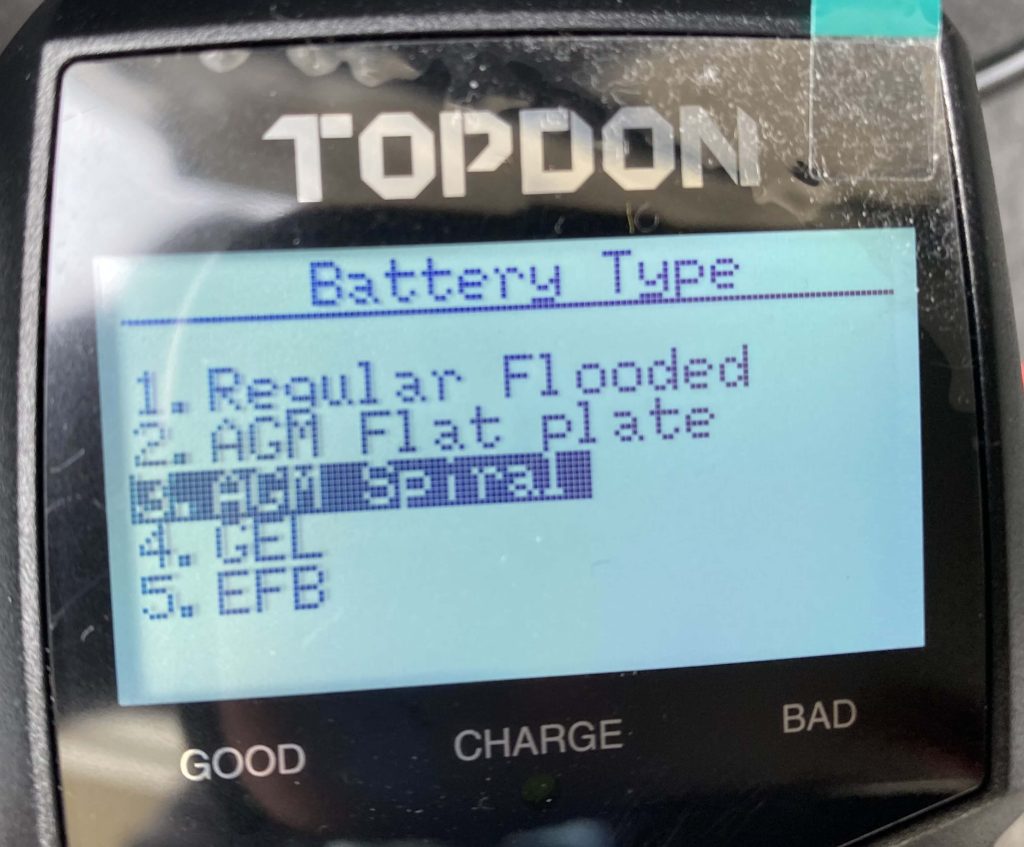 TOPDON
Battery Type
1. Regular Flooded
2. AGM Flat plate
3. AGM Spiral
4. GEL
5. EFB
GOOD CHARGE BAD